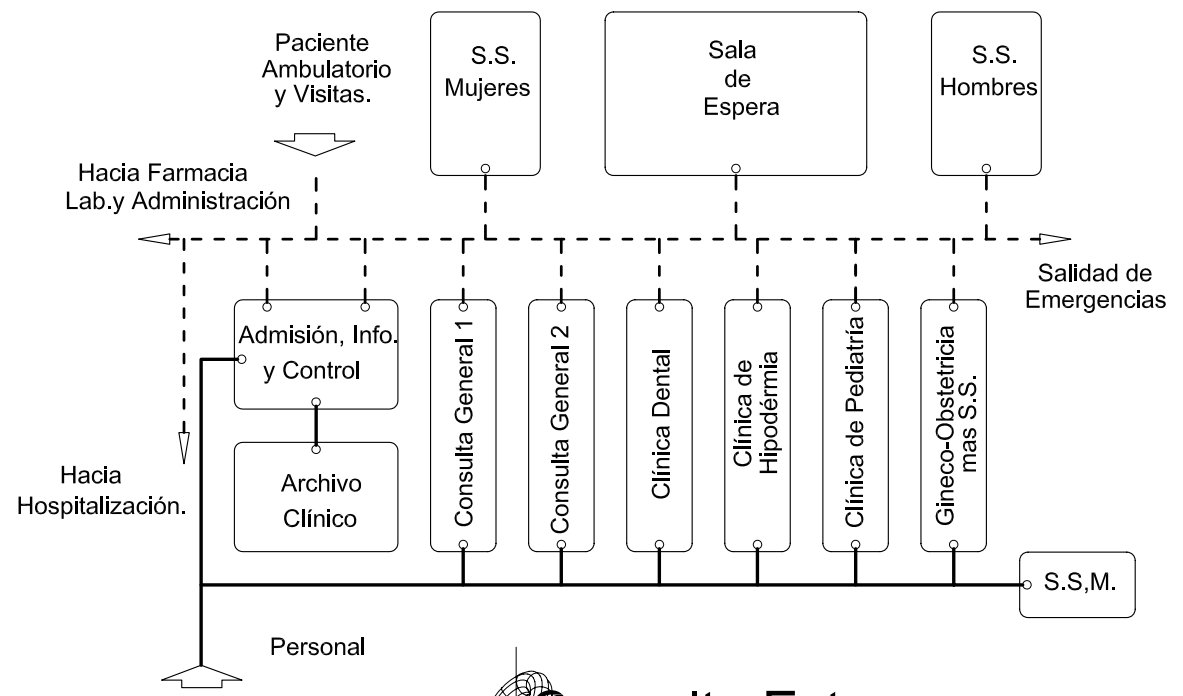 Paciente
Ambulatorio
y Visitas.
S.S.
Mujeres
Sala
de
Espera
S.S.
Hombres
Hacia Farmacia
Lab.y Administración
Salidad de
Emergencias
Admisión, Info.
y Control
Archivo
Clínico
Consulta General 1
Consulta General 2
Clínica Dental
Clínica de
Hipodérmia
Clínica de Pediatría
Gineco-Obstetricia
mas S.S.
Hacia
Hospitalización.
S.S,M.
Personal